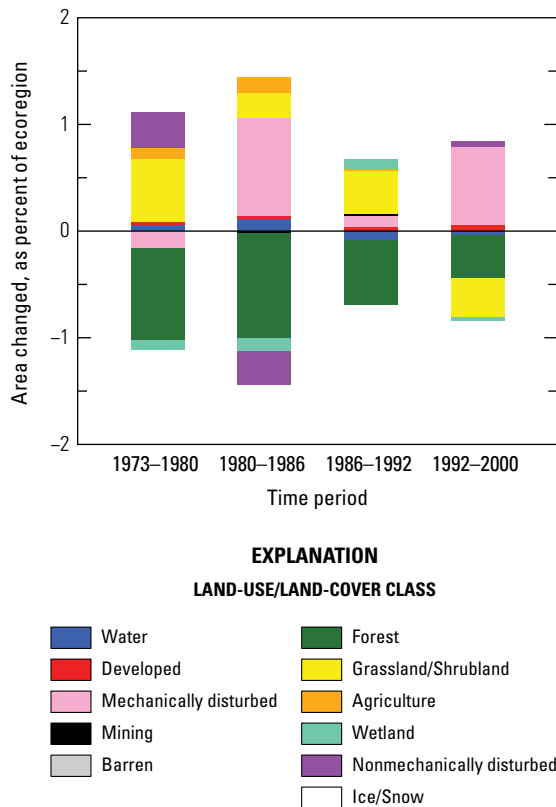 2
1
0
–1
–2
Area changed, as percent of ecoregion
1973–1980 1980–1986 1986–1992 1992–2000
Time period
EXPLANATION
LAND-USE/LAND-COVER CLASS
Water
Developed
Mechanically disturbed
Mining
Barren
Forest
Grassland/Shrubland
Agriculture
Wetland
Nonmechanically disturbed
Ice/Snow